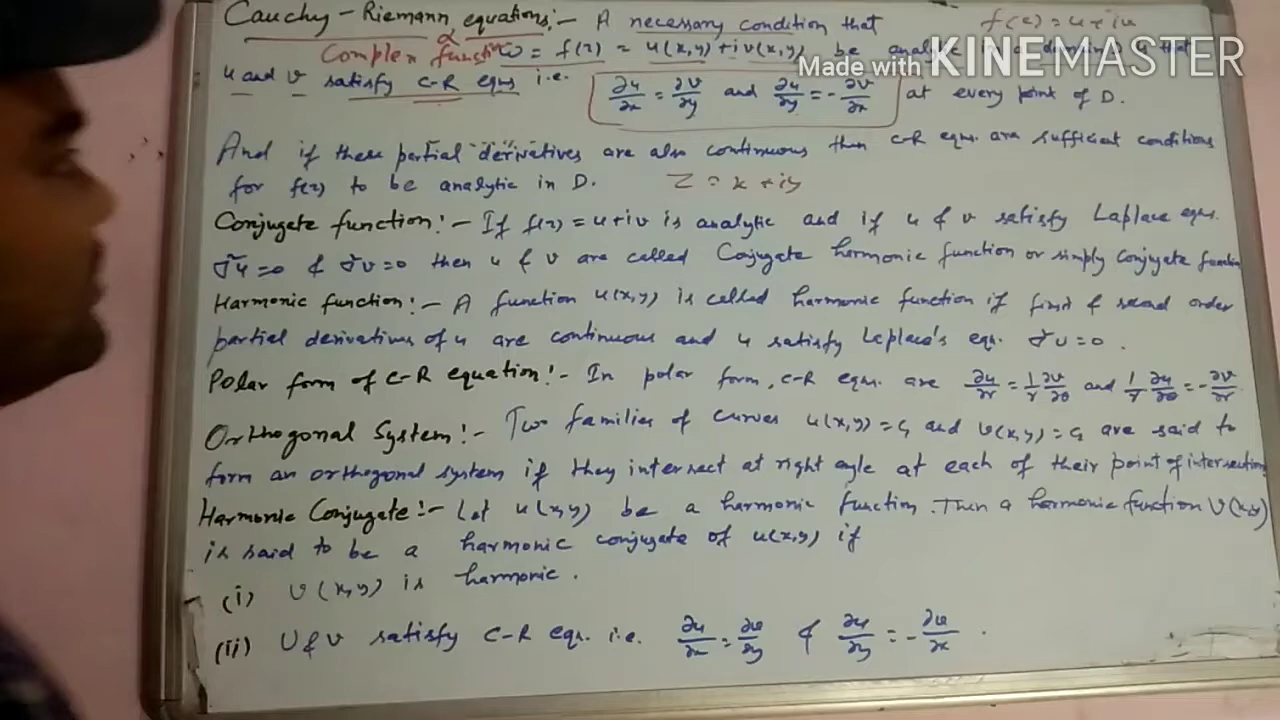 Cauchy - Riemann equations:- A necessary condition that f(z) = u + iv
Complex function w = f(z) = u(x,y) + i v(x,y) be that
Made with KINEMASTER
u and v satisfy C-R eqns i.e. ∂u/∂x = ∂v/∂y and ∂u/∂y = -∂v/∂x at every point of D.
And if these partial derivatives are also continuous then C-R eqns. are sufficient conditions
for f(z) to be analytic in D. Z = x + iy
Conjugate function:- If f(z) = u+iv is analytic and if u & v satisfy Laplace eqns.
∇²u=0 & ∇²v=0 then u & v are called Conjugate harmonic function or simply conjugate function
Harmonic function:- A function u(x,y) is called harmonic function if first & second order
partial derivatives of u are continuous and u satisfy Laplace's eqn. ∇²u=0.
Polar form of C-R equation:- In polar form, C-R eqns. are ∂u/∂r = 1/r ∂v/∂θ and 1/r ∂u/∂θ = -∂v/∂r.
Orthogonal System:- Two families of curves u(x,y) = c₁ and v(x,y) = c₂ are said to
form an orthogonal system if they intersect at right angle at each of their point of intersection
Harmonic Conjugate:- Let u(x,y) be a harmonic function. Then a harmonic function v(x,y)
is said to be a harmonic conjugate of u(x,y) if
(i) v(x,y) is harmonic.
(ii) u & v satisfy C-R eqn. i.e. ∂u/∂x = ∂v/∂y & ∂u/∂y = -∂v/∂x.